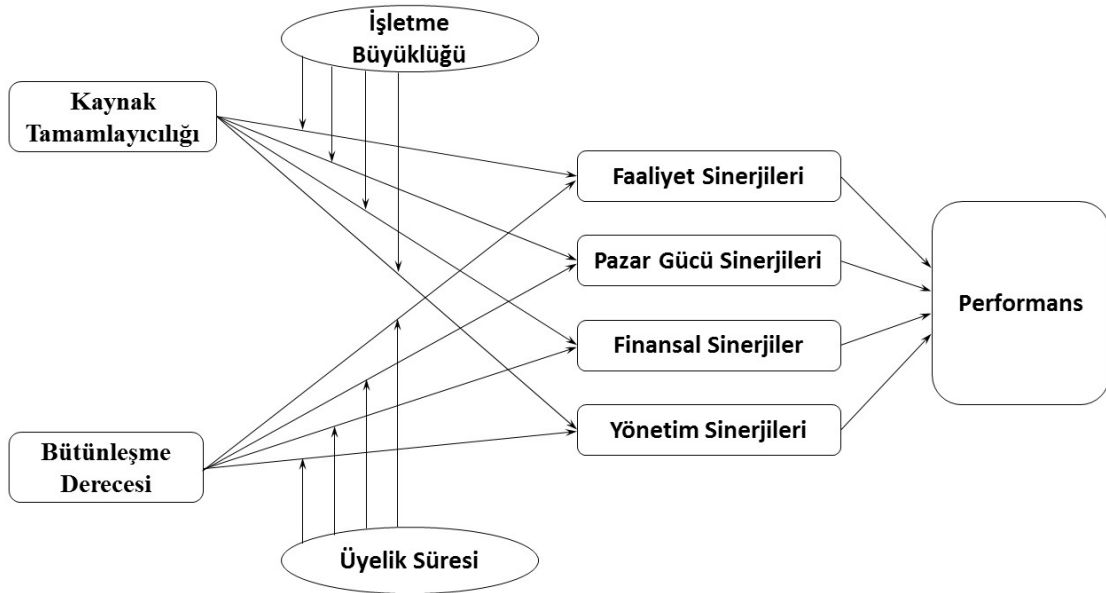 İşletme
Büyüklüğü
Kaynak
Tamamlayıcılığı
Faaliyet Sinerjileri
Pazar Gücü Sinerjileri
Performans
Finansal Sinerjiler
Yönetim Sinerjileri
Bütünleşme
Derecesi
Üyelik Süresi